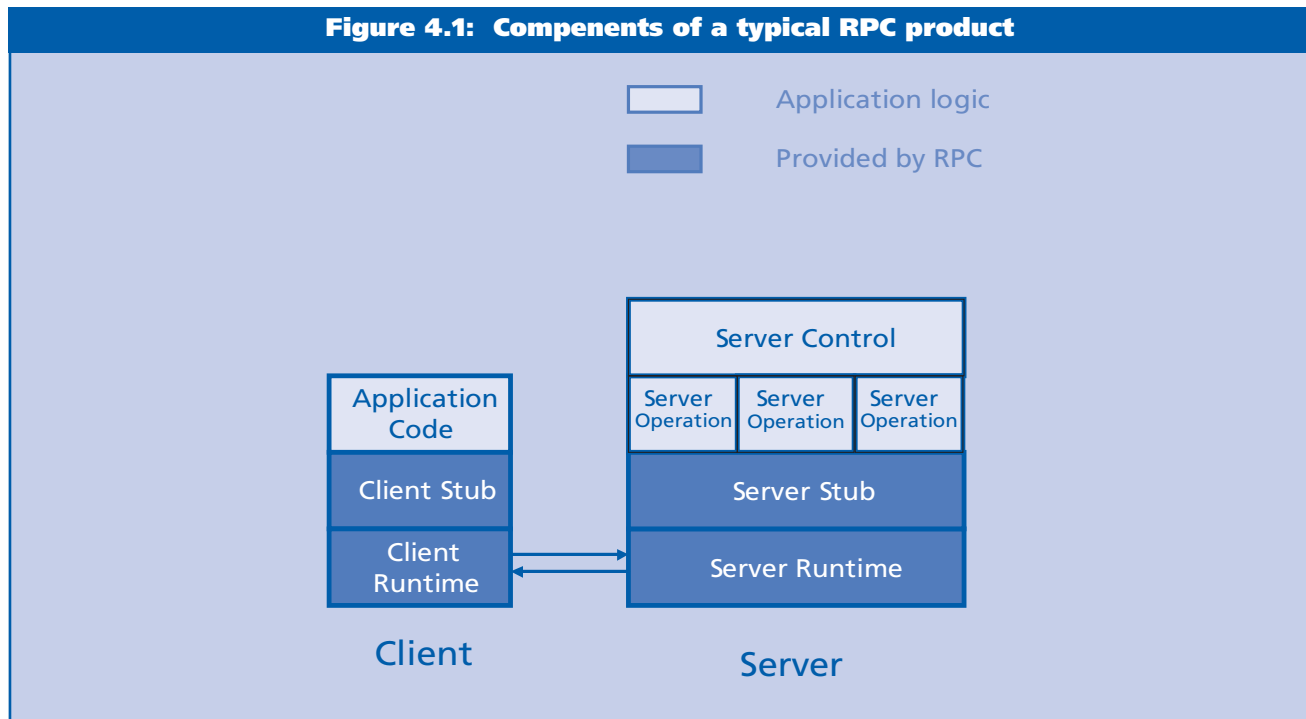 Figure 4.1: Compenents of a typical RPC product
Application logic
Provided by RPC
Server Control
Application
Code
Server
Operation
Server
Operation
Server
Operation
Client Stub
Server Stub
Client
Runtime
Server Runtime
Client
Server